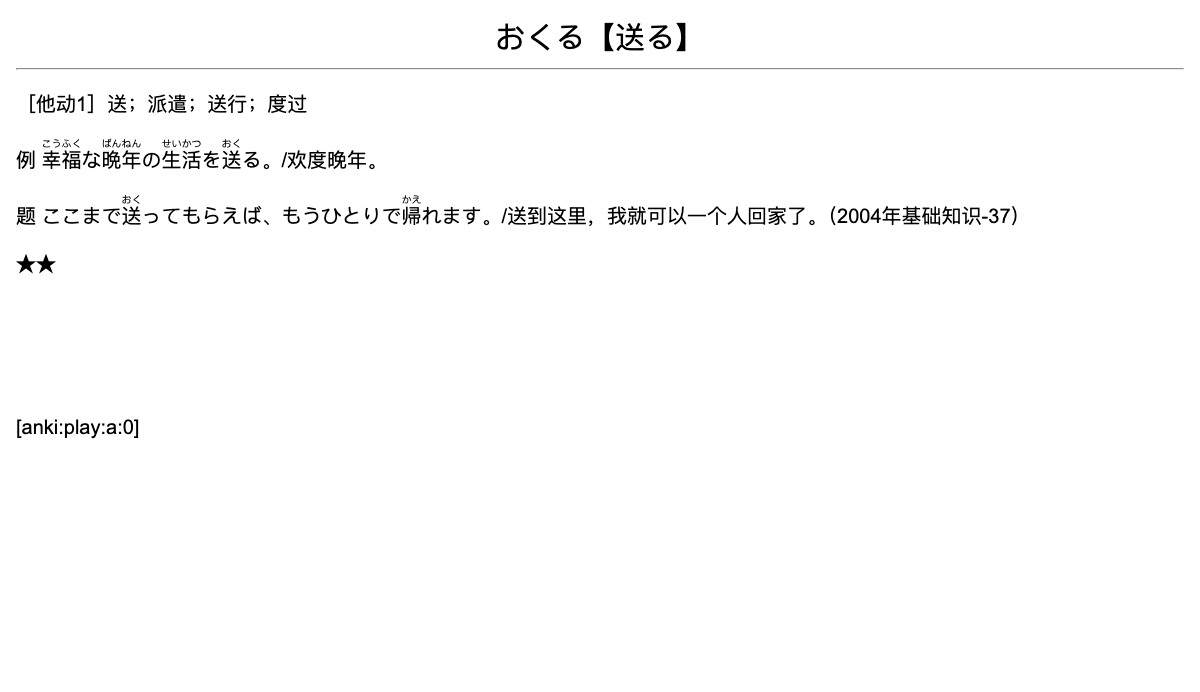 おくる【送る】
［他动1］送；派遣；送行；度过
こうふく ばんねん せいかつ おく
例 幸福な晩年の生活を送る。/欢度晚年。
おく かえ
题 ここまで送ってもらえば、もうひとりで帰れます。/送到这里，我就可以一个人回家了。（2004年基础知识-37）
★★
[anki:play:a:0]